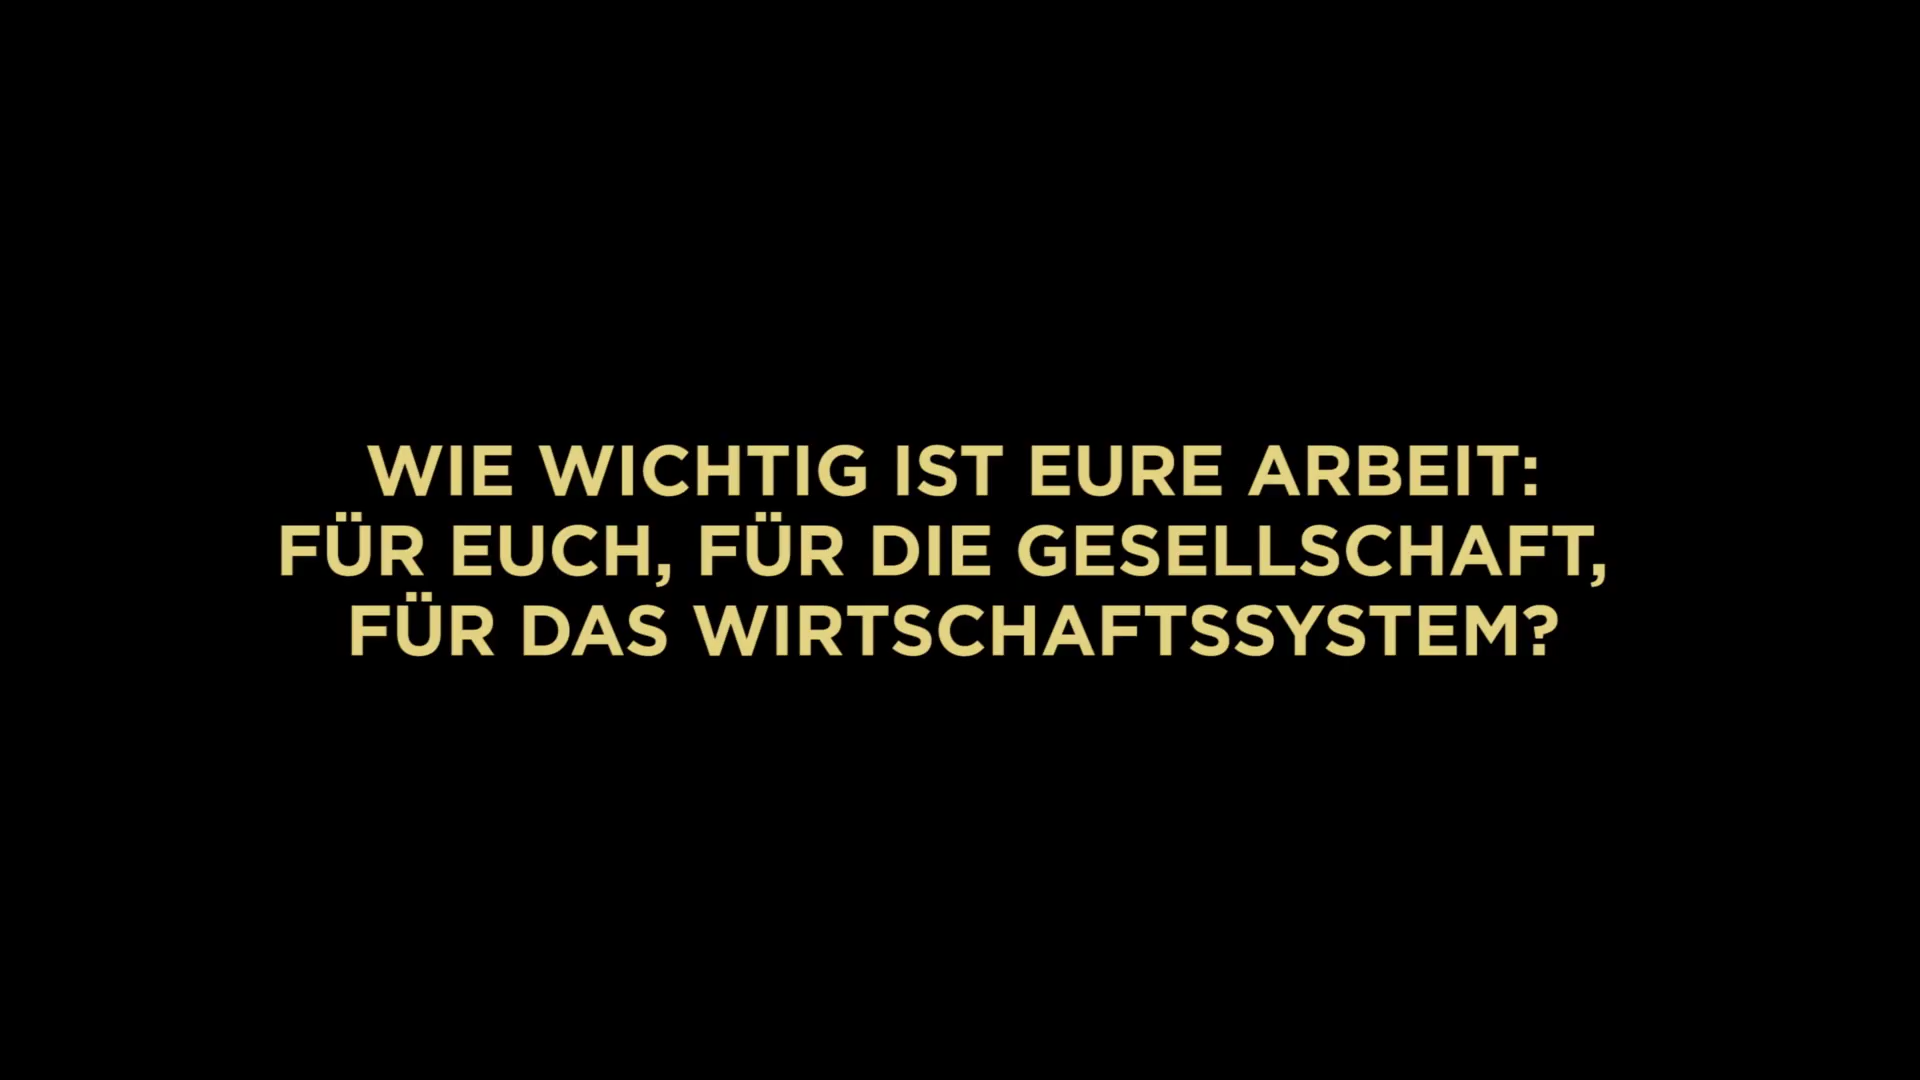 WIE WICHTIG IST EURE ARBEIT:
FÜR EUCH, FÜR DIE GESELLSCHAFT,
FÜR DAS WIRTSCHAFTSSYSTEM?